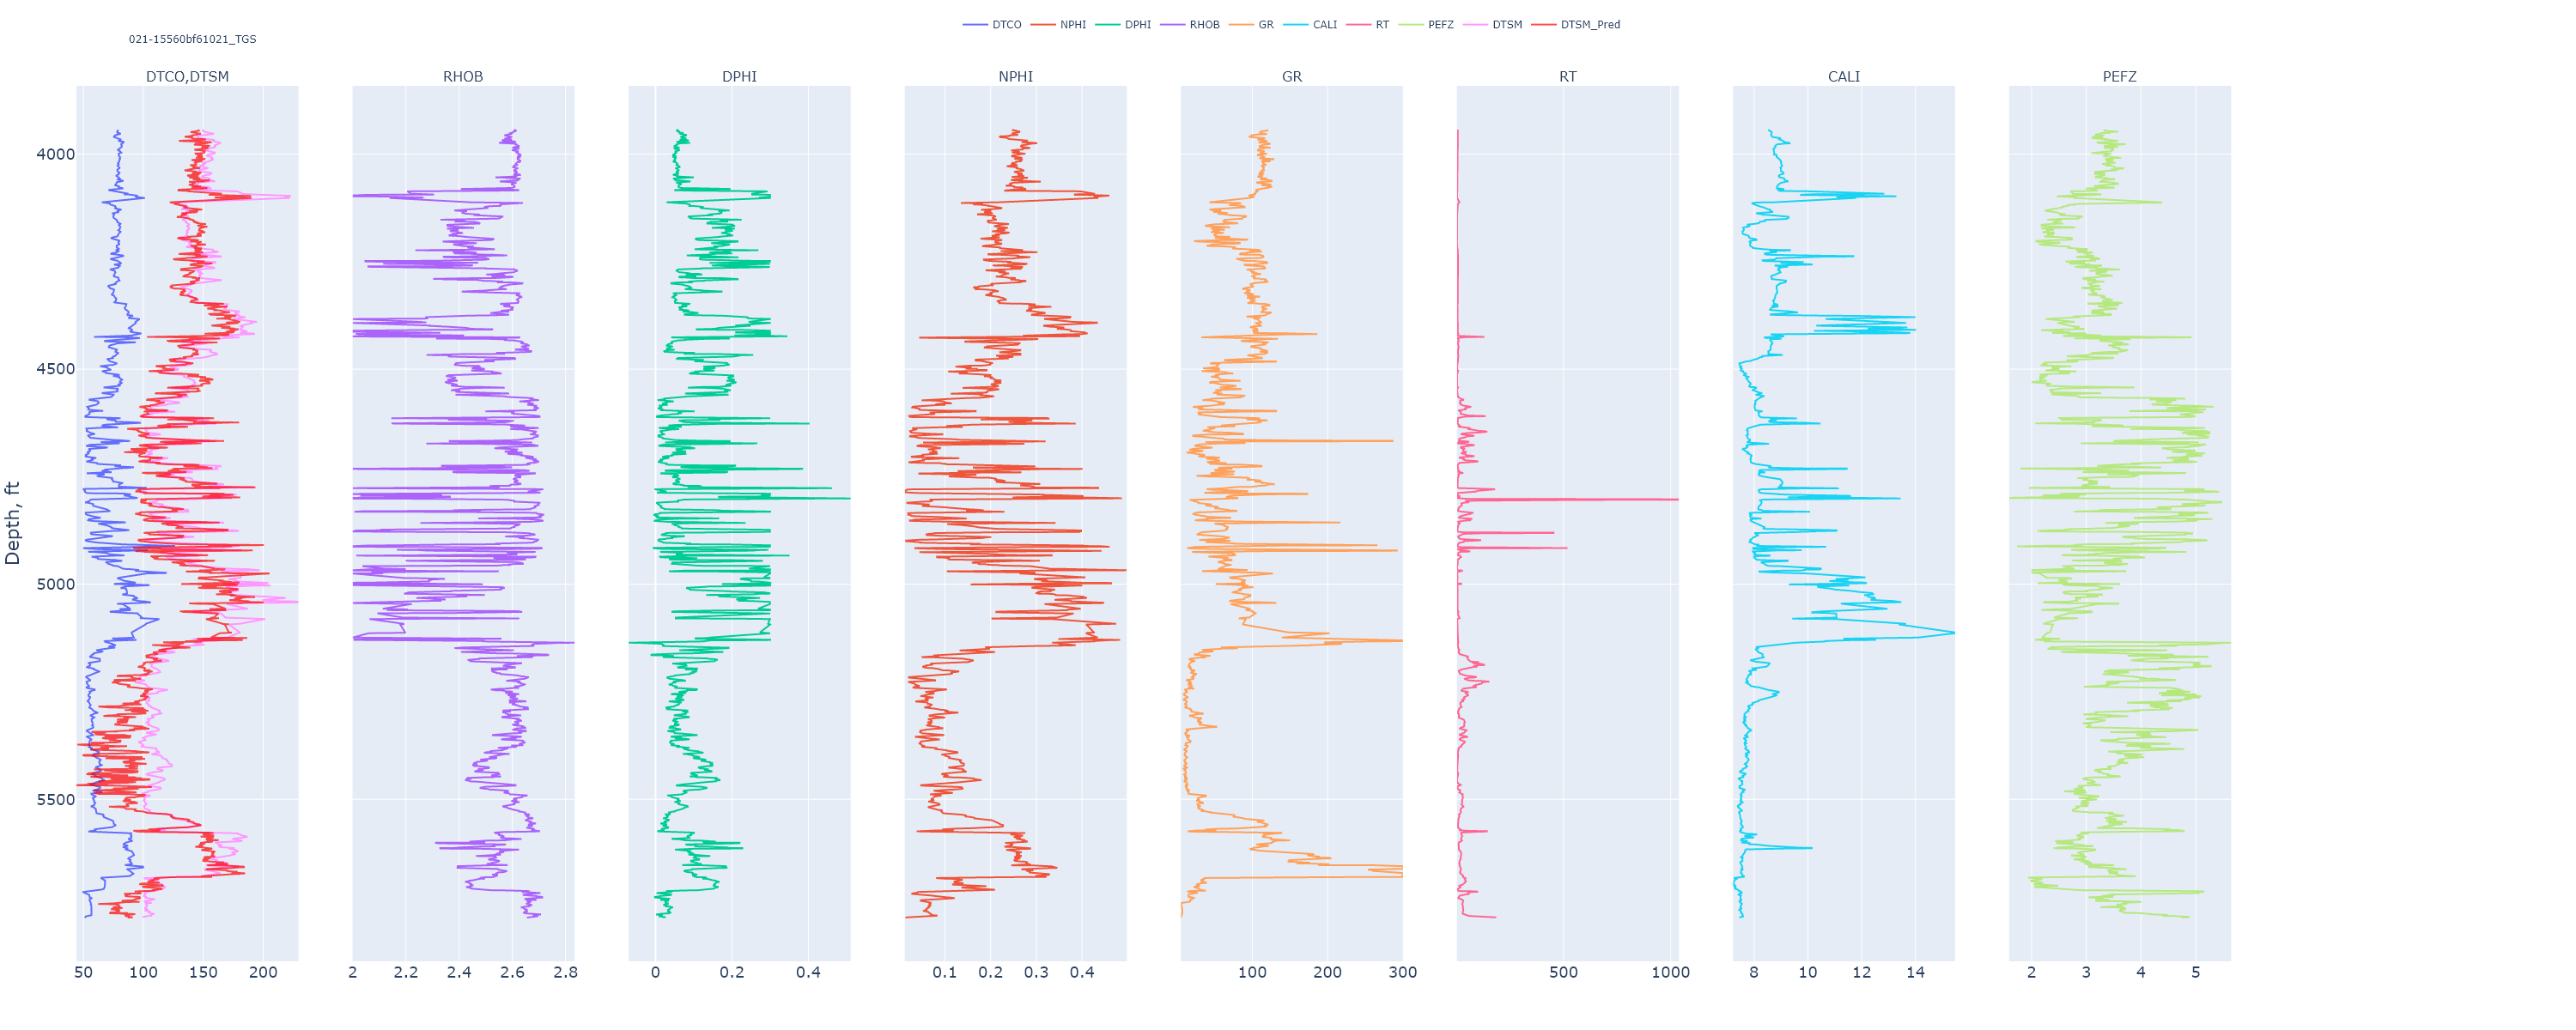 DTCO NPHI DPHI RHOB GR CALI RT PEFZ DTSM DTSM_Pred
021-15560bf61021_TGS
DTCO,DTSM RHOB DPHI NPHI GR RT CALI PEFZ
Depth, ft
4000
4500
5000
5500
50 100 150 200 2 2.2 2.4 2.6 2.8 0 0.2 0.4 0.1 0.2 0.3 0.4 100 200 300 500 1000 8 10 12 14 2 3 4 5